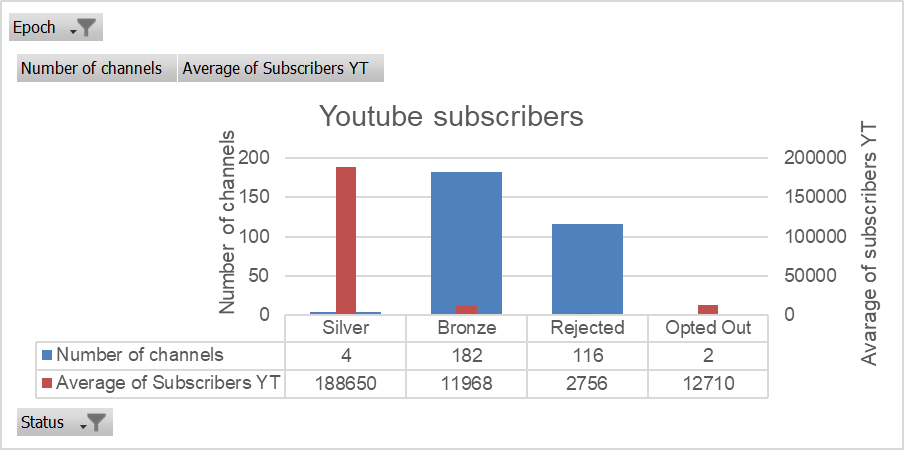 Epoch
Number of channels Average of Subscribers YT
Youtube subscribers
Number of channels
Avarage of subscribers YT
200 200000
150 150000
100 100000
50 50000
0 0
Silver Bronze Rejected Opted Out
Number of channels 4 182 116 2
Average of Subscribers YT 188650 11968 2756 12710
Status